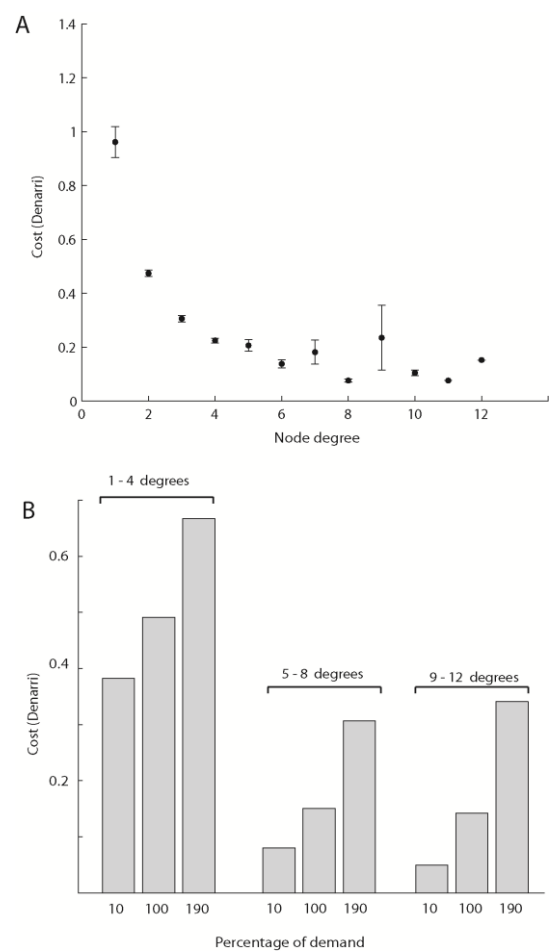 A
1.4
1.2
1
0.8
0.6
0.4
0.2
0
Cost (Denarri)
0 2 4 6 8 10 12
Node degree
B
1 - 4 degrees
5 - 8 degrees
9 - 12 degrees
0.6
0.4
0.2
Cost (Denarri)
10 100 190 10 100 190 10 100 190
Percentage of demand